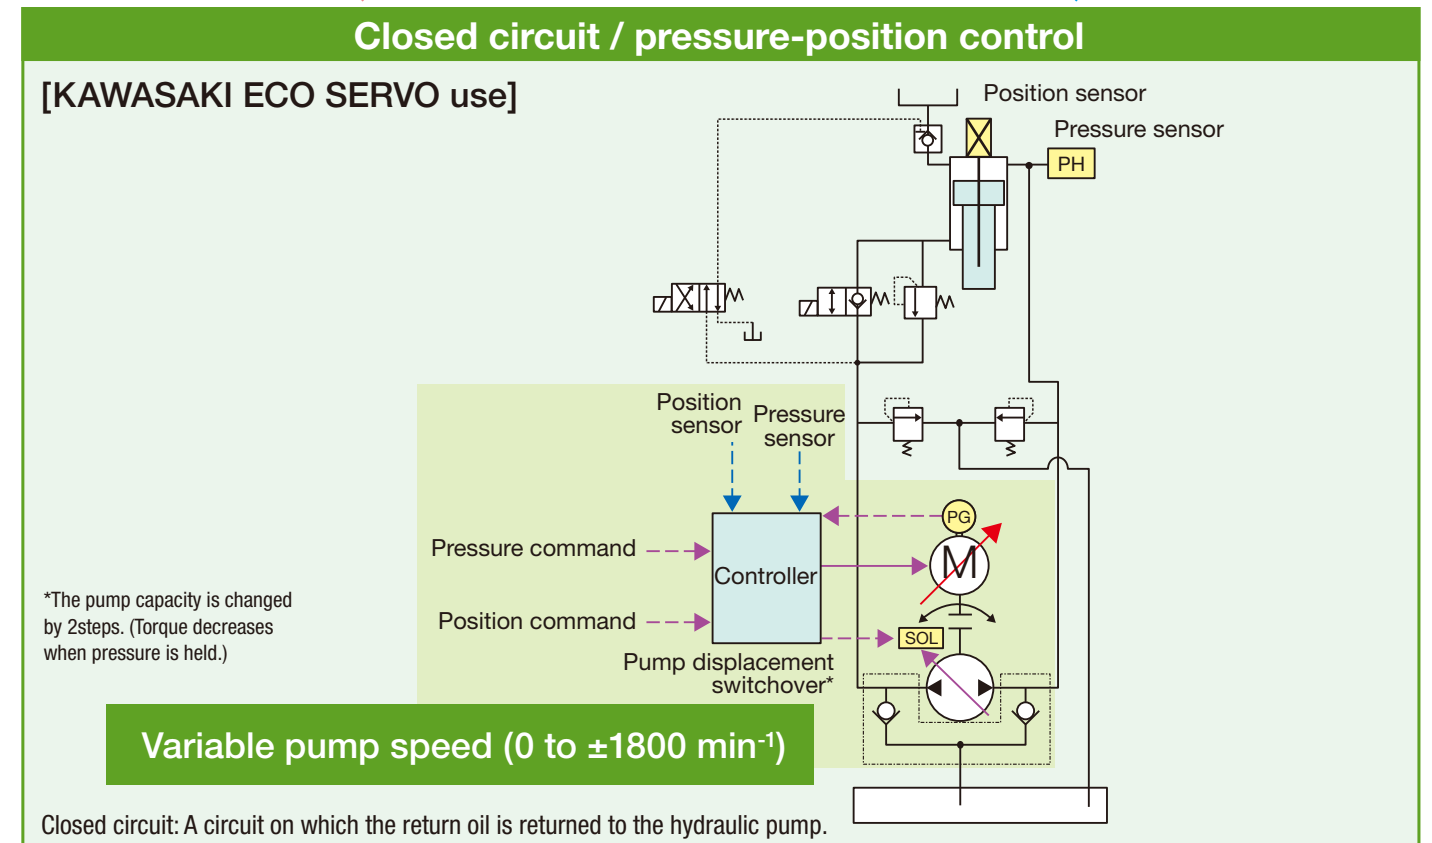 Closed circuit / pressure-position control
[KAWASAKI ECO SERVO use]
Position sensor
Pressure sensor
PH
Position
sensor
Pressure
sensor
PG
M
Pressure command
Controller
Position command
SOL
Pump displacement
switchover*
*The pump capacity is changed
by 2steps. (Torque decreases
when pressure is held.)
Variable pump speed (0 to ±1800 min-1)
Closed circuit: A circuit on which the return oil is returned to the hydraulic pump.